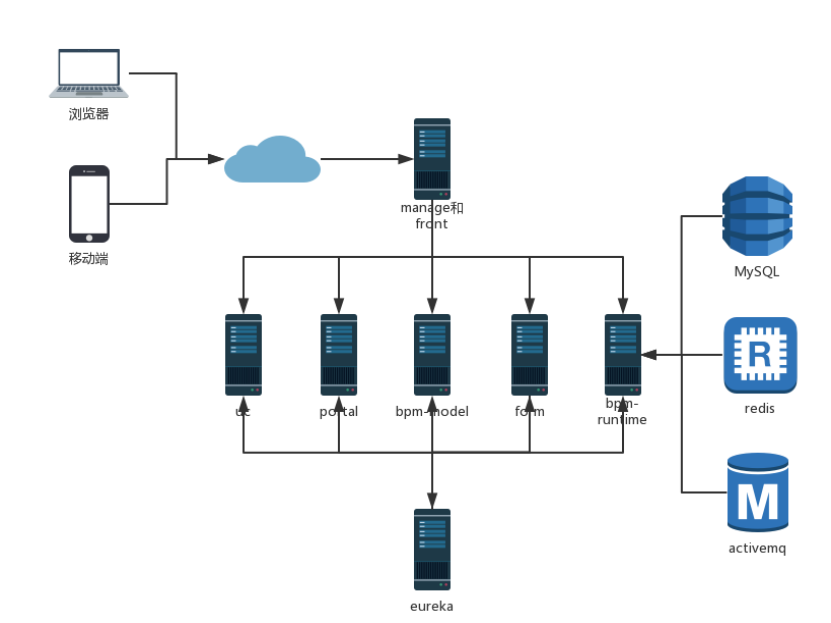 浏览器
移动端
manage和
front
MySQL
R
redis
uc
portal
bpm-model
form
bpm-
runtime
M
activemq
eureka